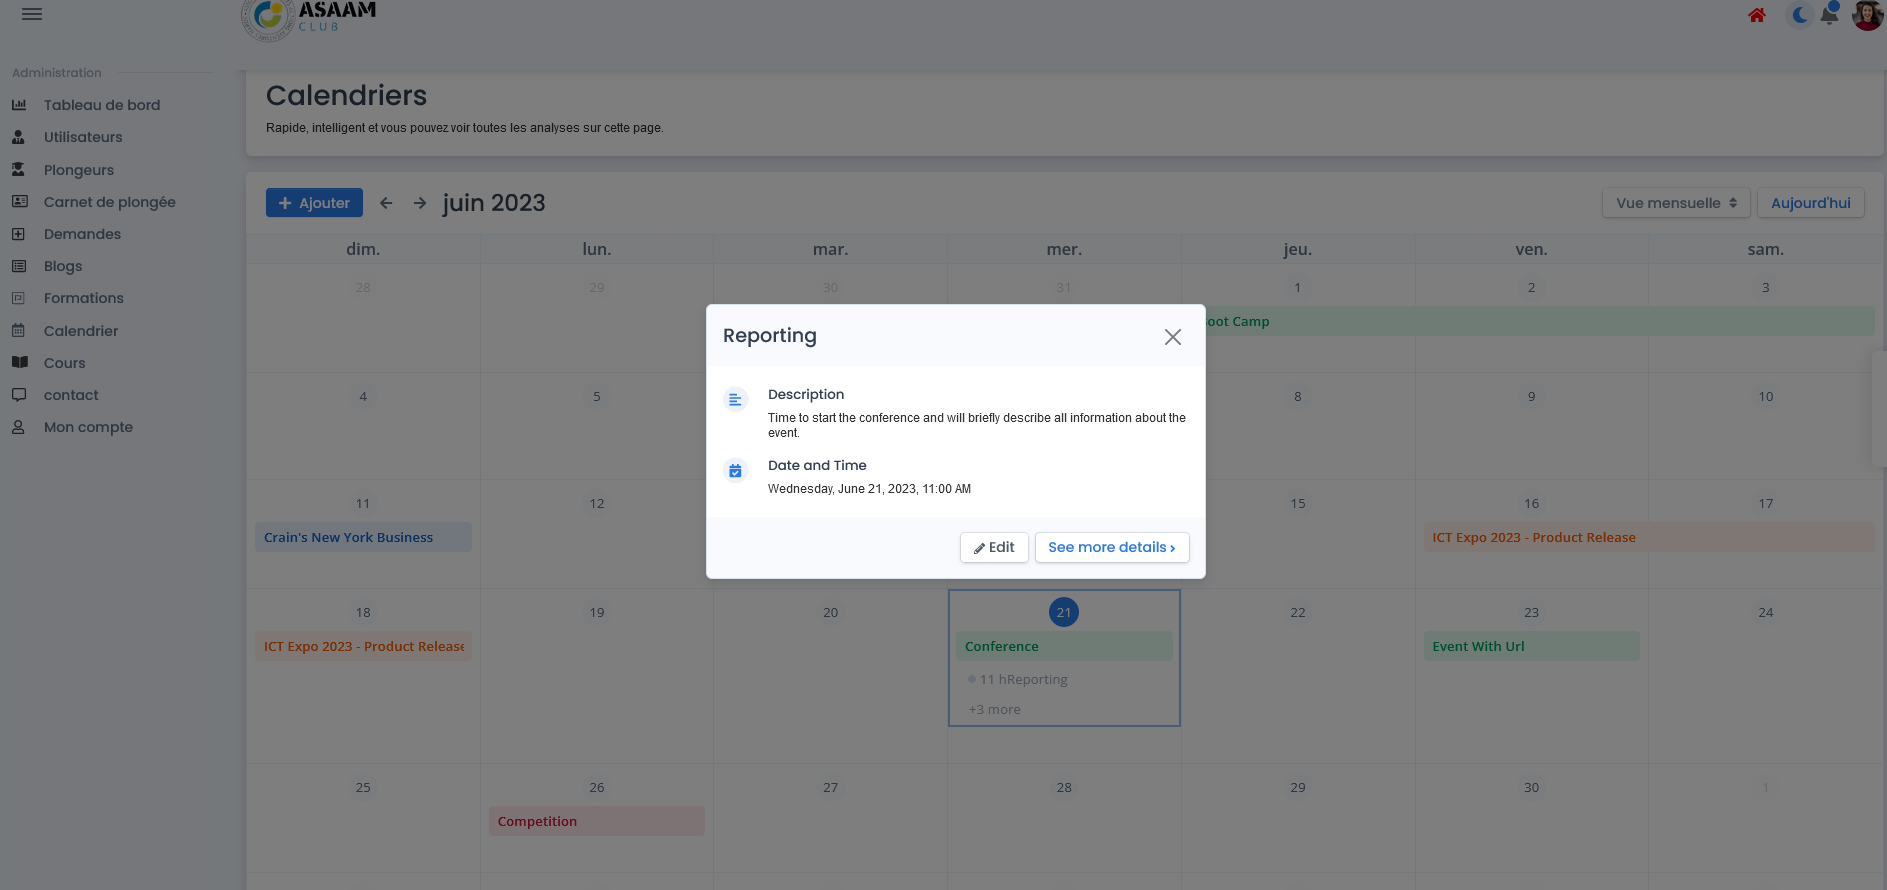 ASAAM
CLUB
Administration
Tableau de bord
Utilisateurs
Plongeurs
Carnet de plongée
Demandes
Blogs
Formations
Calendrier
Cours
contact
Mon compte
Calendriers
Rapide, intelligent et vous pouvez voir toutes les analyses sur cette page.
+ Ajouter
juin 2023
Vue mensuelle
Aujourd'hui
dim. lun. mar. mer. jeu. ven. sam.
28 29 30 31 1 2 3
oot Camp
4 5 8 9 10
11 12 15 16 17
Crain's New York Business
ICT Expo 2023 - Product Release
18 19 20 21 22 23 24
ICT Expo 2023 - Product Release
Conference
Event With Url
11 hReporting
+3 more
25 26 27 28 29 30 1
Competition
Reporting
Description
Time to start the conference and will briefly describe all information about the
event.
Date and Time
Wednesday, June 21, 2023, 11:00 AM
Edit
See more details ›